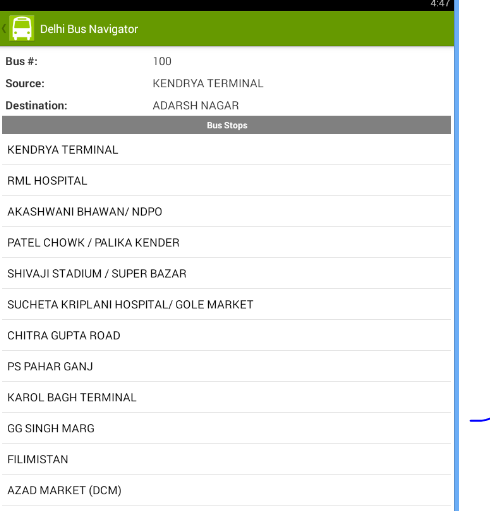 4:47
Delhi Bus Navigator
Bus #: 100
Source: KENDRYA TERMINAL
Destination: ADARSH NAGAR
Bus Stops
KENDRYA TERMINAL
RML HOSPITAL
AKASHWANI BHAWAN/ NDPO
PATEL CHOWK / PALIKA KENDER
SHIVAJI STADIUM / SUPER BAZAR
SUCHETA KRIPLANI HOSPITAL/ GOLE MARKET
CHITRA GUPTA ROAD
PS PAHAR GANJ
KAROL BAGH TERMINAL
GG SINGH MARG
FILIMISTAN
AZAD MARKET (DCM)